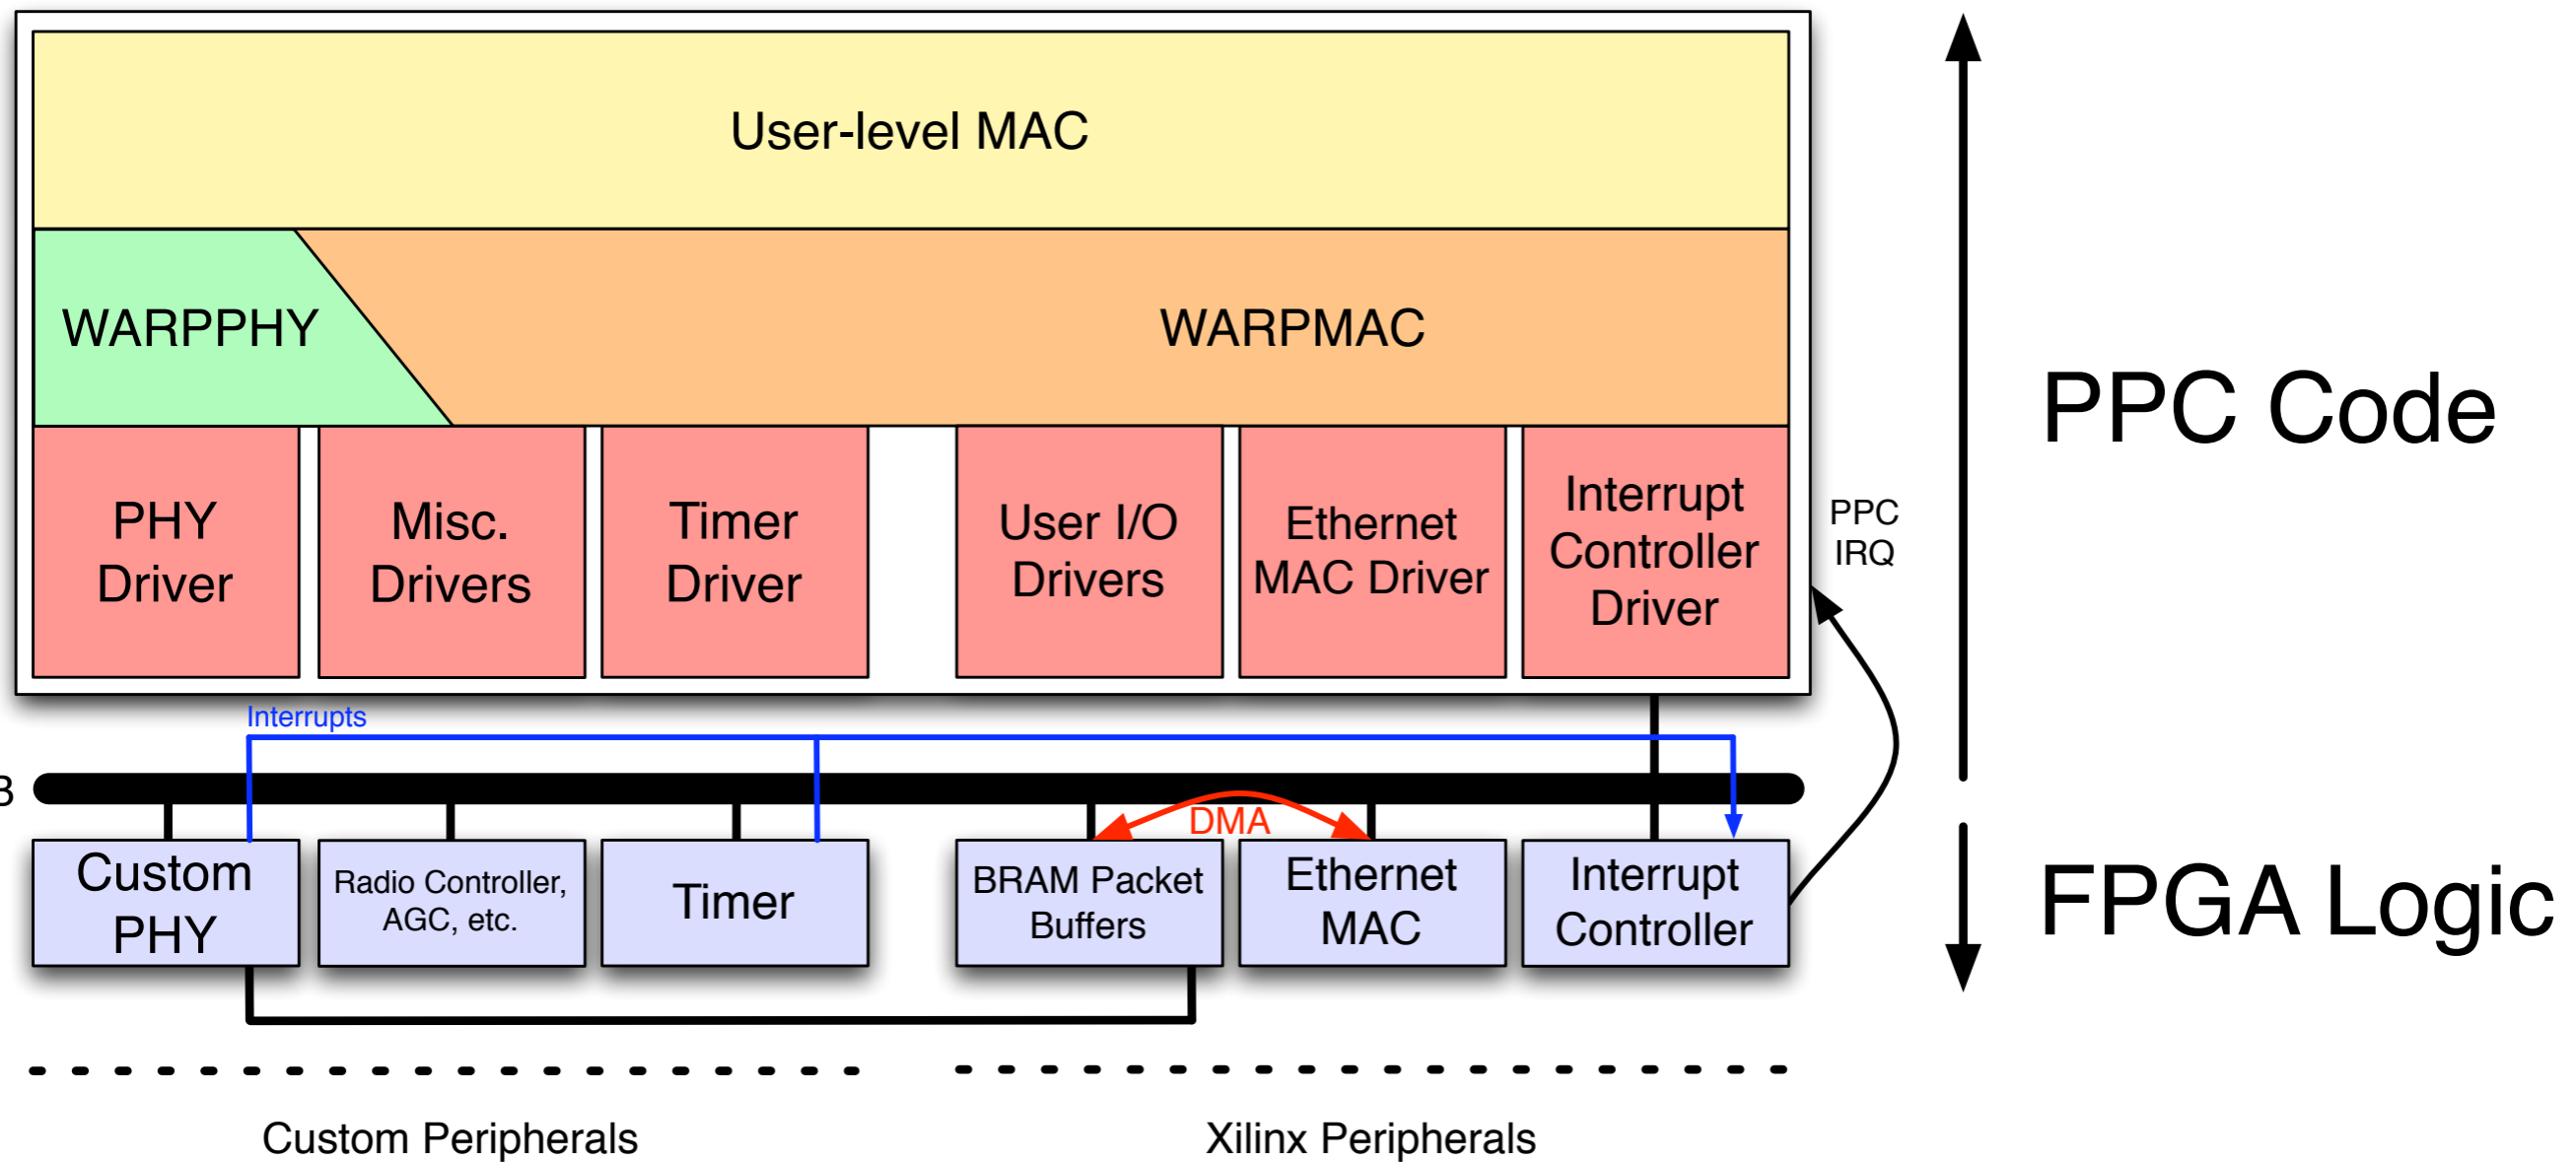 User-level MAC
WARPPHY
WARPMAC
PHY
Driver
Misc.
Drivers
Timer
Driver
User I/O
Drivers
Ethernet
MAC Driver
Interrupt
Controller
Driver
PPC
IRQ
PPC Code
Interrupts
B
DMA
Custom
PHY
Radio Controller,
AGC, etc.
Timer
BRAM Packet
Buffers
Ethernet
MAC
Interrupt
Controller
FPGA Logic
Custom Peripherals
Xilinx Peripherals